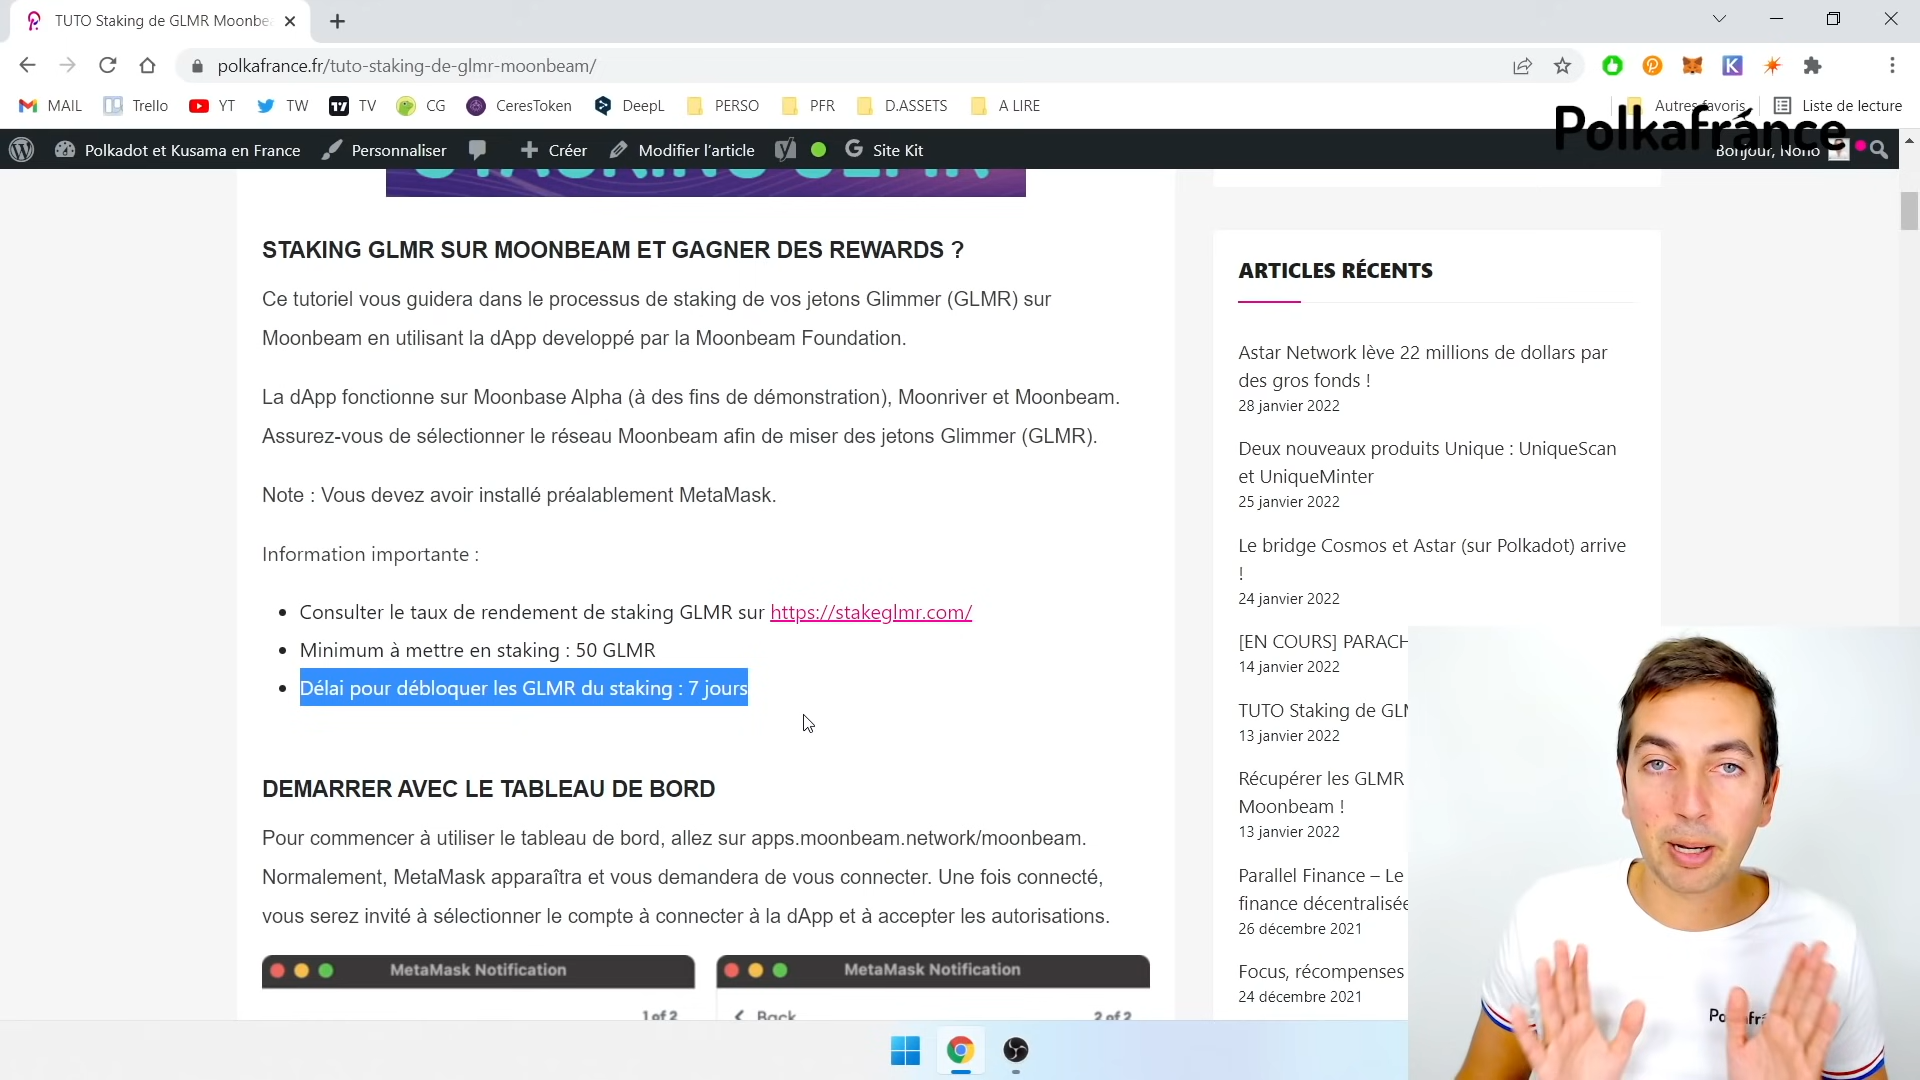 TUTO Staking de GLMR Moonbe
polkafrance.fr/tuto-staking-de-glmr-moonbeam/
MAIL Trello YT TW TV CG CeresToken DeepL PERSO PFR D.ASSETS A LIRE Autres favoris Liste de lecture
Polkafrance
Polkadot et Kusama en France Personnaliser Créer Modifier l'article Site Kit Bonjour, Nono
STAKING GLMR
STAKING GLMR SUR MOONBEAM ET GAGNER DES REWARDS ?
Ce tutoriel vous guidera dans le processus de staking de vos jetons Glimmer (GLMR) sur
Moonbeam en utilisant la dApp developpé par la Moonbeam Foundation.
La dApp fonctionne sur Moonbase Alpha (à des fins de démonstration), Moonriver et Moonbeam.
Assurez-vous de sélectionner le réseau Moonbeam afin de miser des jetons Glimmer (GLMR).
Note : Vous devez avoir installé préalablement MetaMask.
Information importante :
Consulter le taux de rendement de staking GLMR sur https://stakeglmr.com/
Minimum à mettre en staking : 50 GLMR
Délai pour débloquer les GLMR du staking : 7 jours
DEMARRER AVEC LE TABLEAU DE BORD
Pour commencer à utiliser le tableau de bord, allez sur apps.moonbeam.network/moonbeam.
Normalement, MetaMask apparaîtra et vous demandera de vous connecter. Une fois connecté,
vous serez invité à sélectionner le compte à connecter à la dApp et à accepter les autorisations.
MetaMask Notification
1 of 2
MetaMask Notification
< Back 2 of 2
ARTICLES RÉCENTS
Astar Network lève 22 millions de dollars par
des gros fonds !
28 janvier 2022
Deux nouveaux produits Unique : UniqueScan
et UniqueMinter
25 janvier 2022
Le bridge Cosmos et Astar (sur Polkadot) arrive
!
24 janvier 2022
[EN COURS] PARACH
14 janvier 2022
TUTO Staking de GLM
13 janvier 2022
Récupérer les GLMR
Moonbeam !
13 janvier 2022
Parallel Finance – Le
finance décentralisée
26 décembre 2021
Focus, récompenses
24 décembre 2021